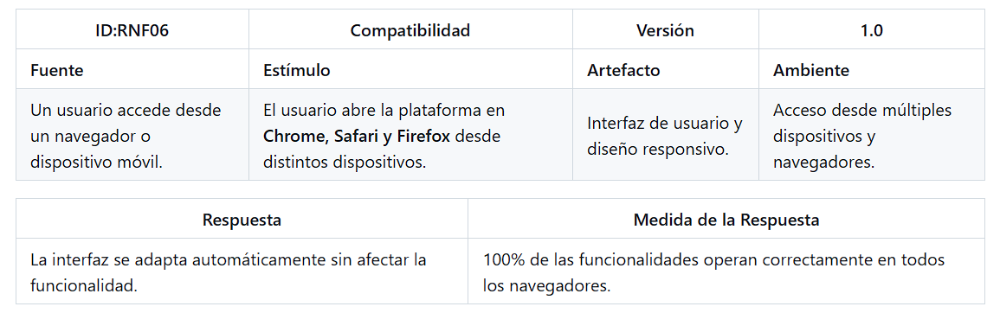 ID:RNF06 Compatibilidad Versión 1.0
Fuente Estímulo Artefacto Ambiente
Un usuario accede desde
un navegador o
dispositivo móvil.
El usuario abre la plataforma en
Chrome, Safari y Firefox desde
distintos dispositivos.
Interfaz de usuario y
diseño responsivo.
Acceso desde múltiples
dispositivos y
navegadores.
Respuesta Medida de la Respuesta
La interfaz se adapta automáticamente sin afectar la
funcionalidad.
100% de las funcionalidades operan correctamente en todos
los navegadores.